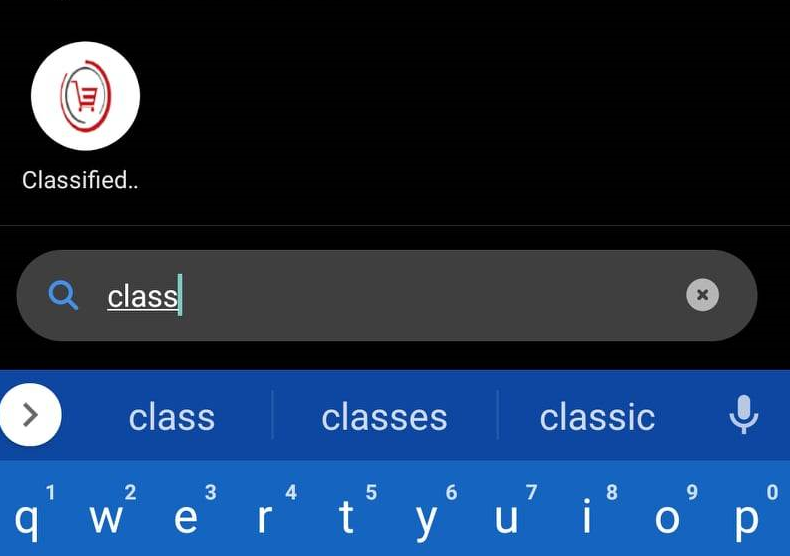 Classified..
class
class classes classic
1 2 3 4 5 6 7 8 9 0
q w e r t y u i o p